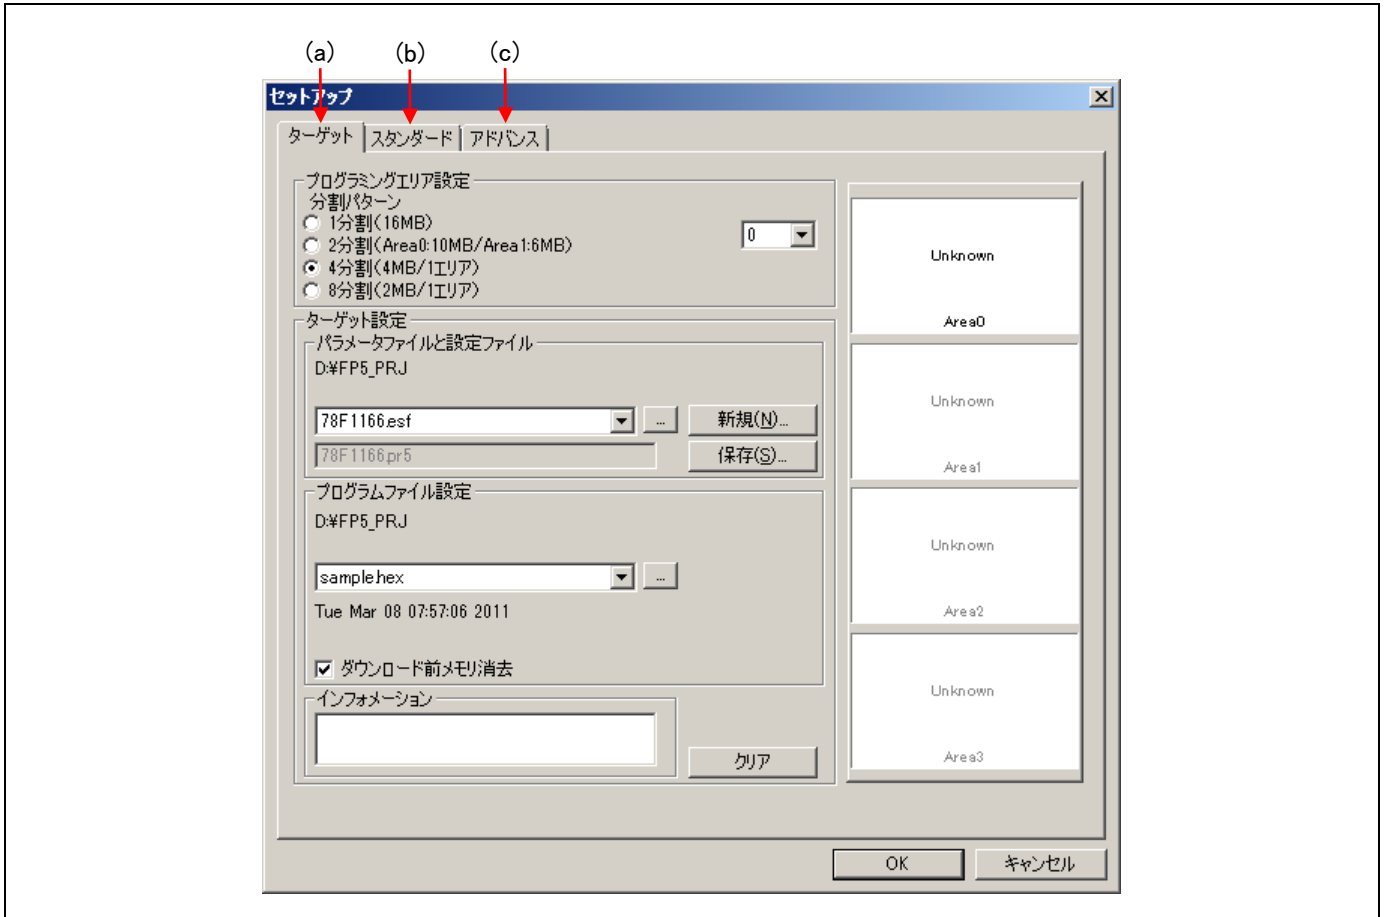 (a) (b) (c)
セットアップ
ターゲット スタンダード アドバンス
プログラミングエリア設定
分割パターン
1分割(16MB)
2分割(Area0:10MB/Area1:6MB)
4分割(4MB/1エリア)
8分割(2MB/1エリア)
0
ターゲット設定
パラメータファイルと設定ファイル
D:¥FP5_PRJ
78F1166.esf ... 新規(N)...
78F1166.pr5 保存(S)...
プログラムファイル設定
D:¥FP5_PRJ
sample.hex ...
Tue Mar 08 07:57:06 2011
ダウンロード前メモリ消去
インフォメーション
クリア
Unknown
Area0
Unknown
Area1
Unknown
Area2
Unknown
Area3
OK キャンセル